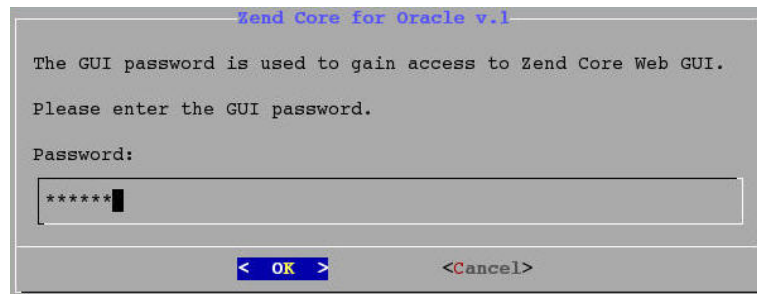 Zend Core for Oracle v.1
The GUI password is used to gain access to Zend Core Web GUI.
Please enter the GUI password.
Password:
******
< OK > <Cancel>